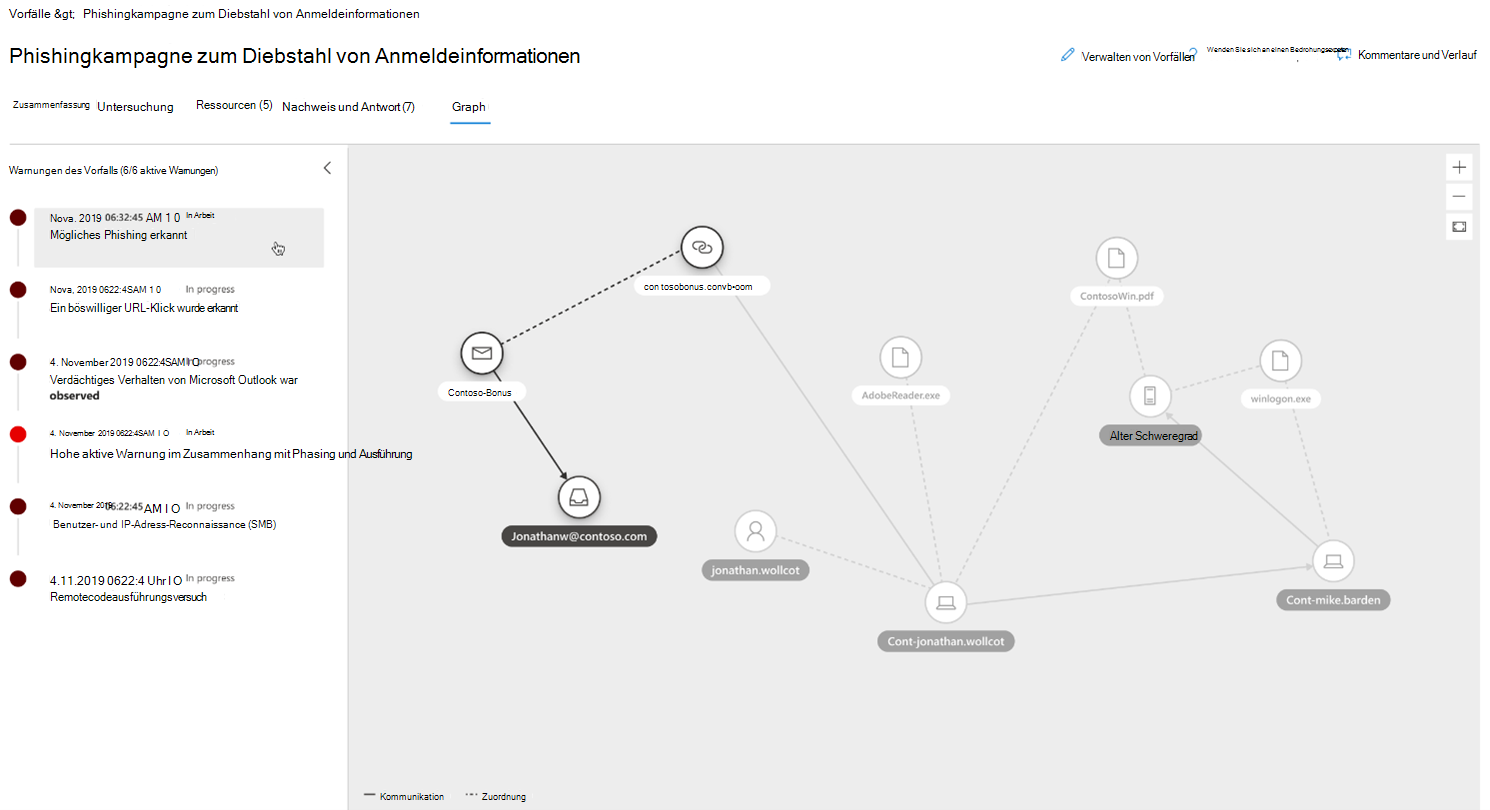 Vorfälle &gt; Phishingkampagne zum Diebstahl von Anmeldeinformationen
Phishingkampagne zum Diebstahl von Anmeldeinformationen
Verwalten von Vorfällen
Wenden Sie sich an einen
Kommentare und Verlauf
Zusammenfassung
Untersuchung
Ressourcen (5)
Nachweis und Antwort (7)
Graph
Warnungen des Vorfalls (6/6 aktive Warnungen)
Nova. 2019 06:32:45 AM 1 0 In Arbeit
Mögliches Phishing erkannt
Nova, 2019 0622:4SAM 1 0 In progress
Ein böswilliger URL-Klick wurde erkannt
4. November 2019 0622:4SAM I O In progress
Verdächtiges Verhalten von Microsoft Outlook war
observed
4. November 2019 0622:4SAM I O In Arbeit
Hohe aktive Warnung im Zusammenhang mit Phasing und Ausführung
4. November 2019 06:22:45 AM I O In progress
Benutzer- und IP-Adress-Reconnaissance (SMB)
4.11.2019 0622:4 Uhr I O In progress
Remotecodeausführungsversuch
contosobonus.convb•oom
ContosoWin.pdf
Contoso-Bonus
AdobeReader.exe
winlogon.exe
Alter Schweregrad
Jonathanw@contoso.com
jonathan.wollcot
Cont-mike.barden
Cont-jonathan.wollcot
Kommunikation
Zuordnung